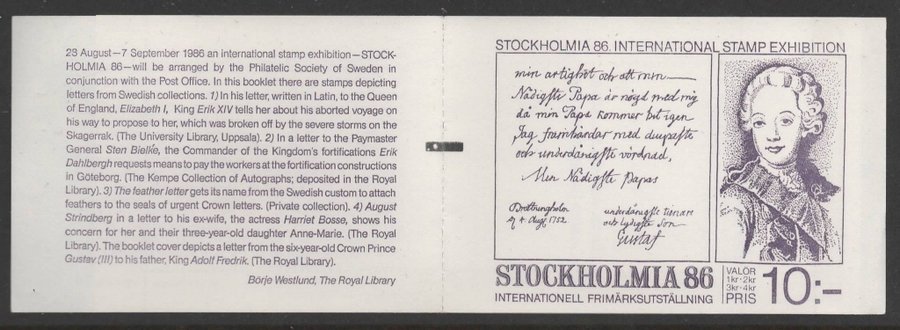 23 August—7 September 1986 an international stamp exhibition—STOCK-
HOLMIA 86—will be arranged by the Philatelic Society of Sweden in
conjunction with the Post Office. In this booklet there are stamps depicting
letters from Swedish collections. 1) In his letter, written in Latin, to the Queen
of England, Elizabeth I, King Erik XIV tells her about his aborted voyage on
his way to propose to her, which was broken off by the severe storms on the
Skagerrak. (The University Library, Uppsala). 2) In a letter to the Paymaster
General Sten Bielke, the Commander of the Kingdom's fortifications Erik
Dahlbergh requests means to pay the workers at the fortification constructions
in Göteborg. (The Kempe Collection of Autographs; deposited in the Royal
Library). 3) The feather letter gets its name from the Swedish custom to attach
feathers to the seals of urgent Crown letters. (Private collection). 4) August
Strindberg in a letter to his ex-wife, the actress Harriet Bosse, shows his
concern for her and their three-year-old daughter Anne-Marie. (The Royal
Library). The booklet cover depicts a letter from the six-year-old Crown Prince
Gustav (III) to his father, King Adolf Fredrik. (The Royal Library).
Börje Westlund, The Royal Library
STOCKHOLMIA 86. INTERNATIONAL STAMP EXHIBITION
min artighet och att min
Nådigste Papa är nögd med mig
då min Papa kommer hit igen
Jag framhärdar med diupaste
och underdånigste vördnad,
Min Nådigste Papas
Drottningholm
d. 4 Aug. 1752.
underdånigste tienare
och lydigste son
Gustaf
STOCKHOLMIA 86
INTERNATIONELL FRIMÄRKSUTSTÄLLNING
VALÖR
1kr·2kr
3kr·4kr
PRIS
10:-